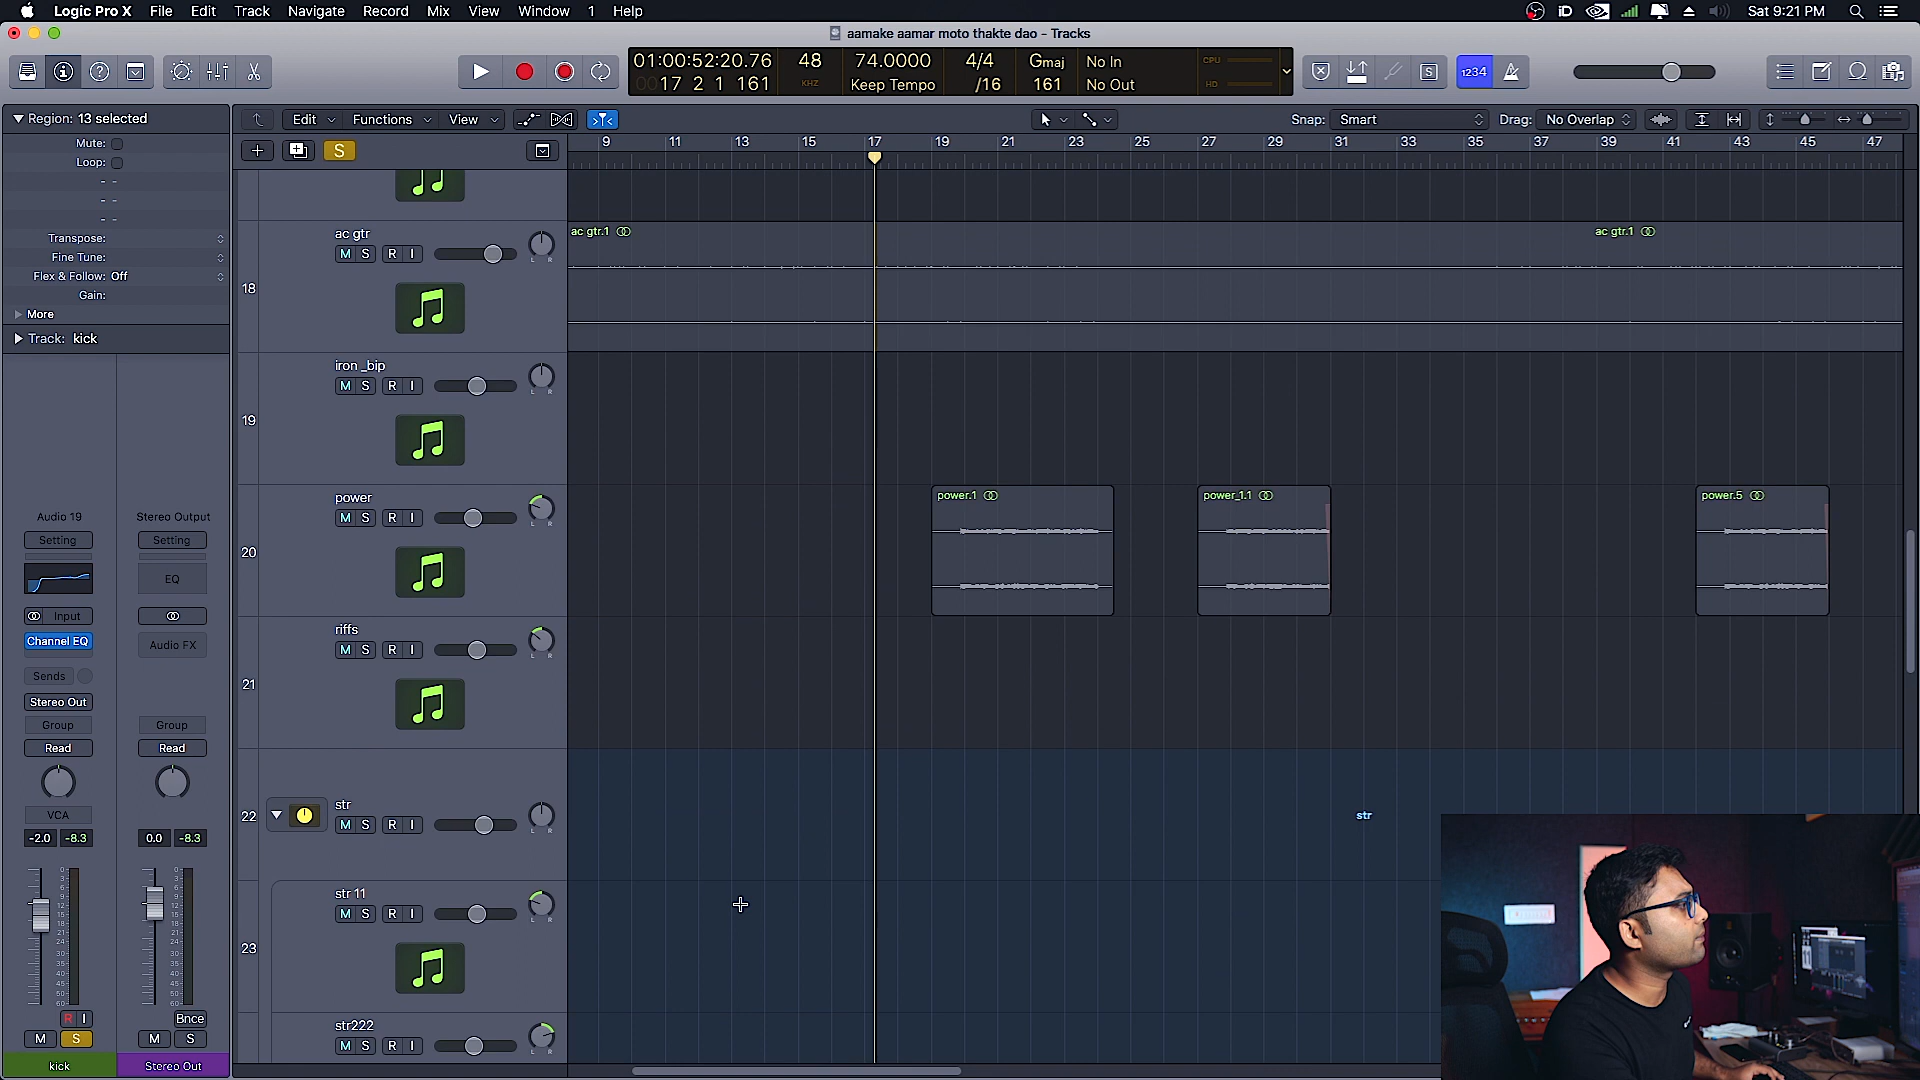 Logic Pro X File Edit Track Navigate Record Mix View Window 1 Help
iD Sat 9:21 PM
aamake aamar moto thakte dao - Tracks
01:00:52:20.76 48 74.0000 4/4 Gmaj No In CPU
0017 2 1 161 KHZ Keep Tempo /16 161 No Out HD
S 1234
Region: 13 selected
Edit Functions View Snap: Smart Drag: No Overlap
Mute:
Loop:
- -
- -
- -
Transpose:
Fine Tune:
Flex & Follow: Off
Gain:
More
Track: kick
S
9 11 13 15 17 19 21 23 25 27 29 31 33 35 37 39 41 43 45 47
ac gtr
M S R I
L R
18
ac gtr.1
ac gtr.1
iron _bip
M S R I
L R
19
power
M S R I
L R
20
power.1
power_1.1
power.5
riffs
M S R I
L R
21
22
str
M S R I
L R
str
str 11
M S R I
L R
23
str222
M S R I
L R
Audio 19 Stereo Output
Setting Setting
EQ
Input
Channel EQ Audio FX
Sends
Stereo Out
Group Group
Read Read
VCA
-2.0 -8.3 0.0 -8.3
R I Bnce
M S M S
kick Stereo Out